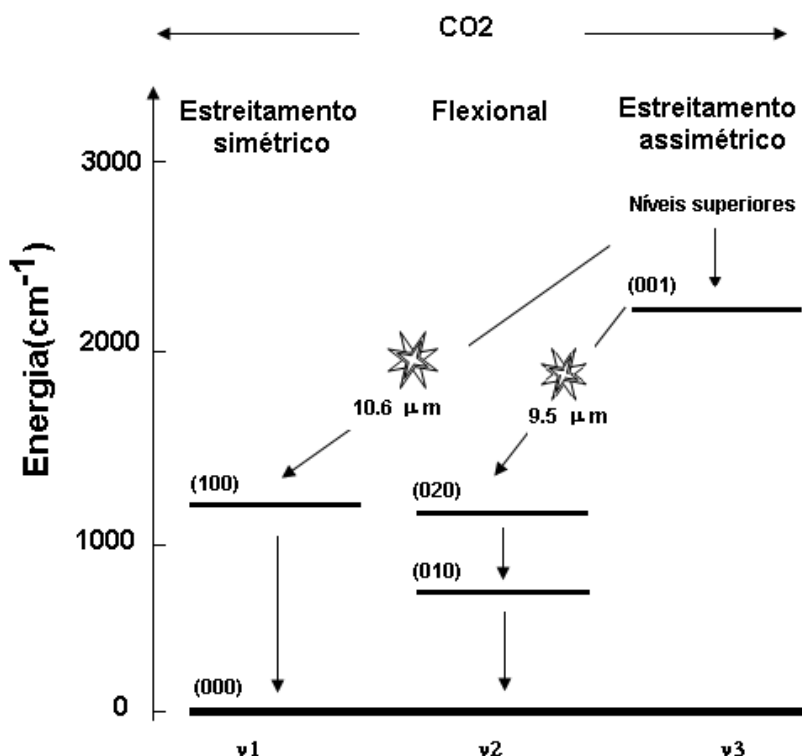 CO2
Estreitamento
simétrico
Flexional
Estreitamento
assimétrico
3000
Níveis superiores
(001)
2000
10.6 μm
9.5 μm
(100)
(020)
1000
(010)
(000)
0
Energia(cm-1)
ν1
ν2
ν3